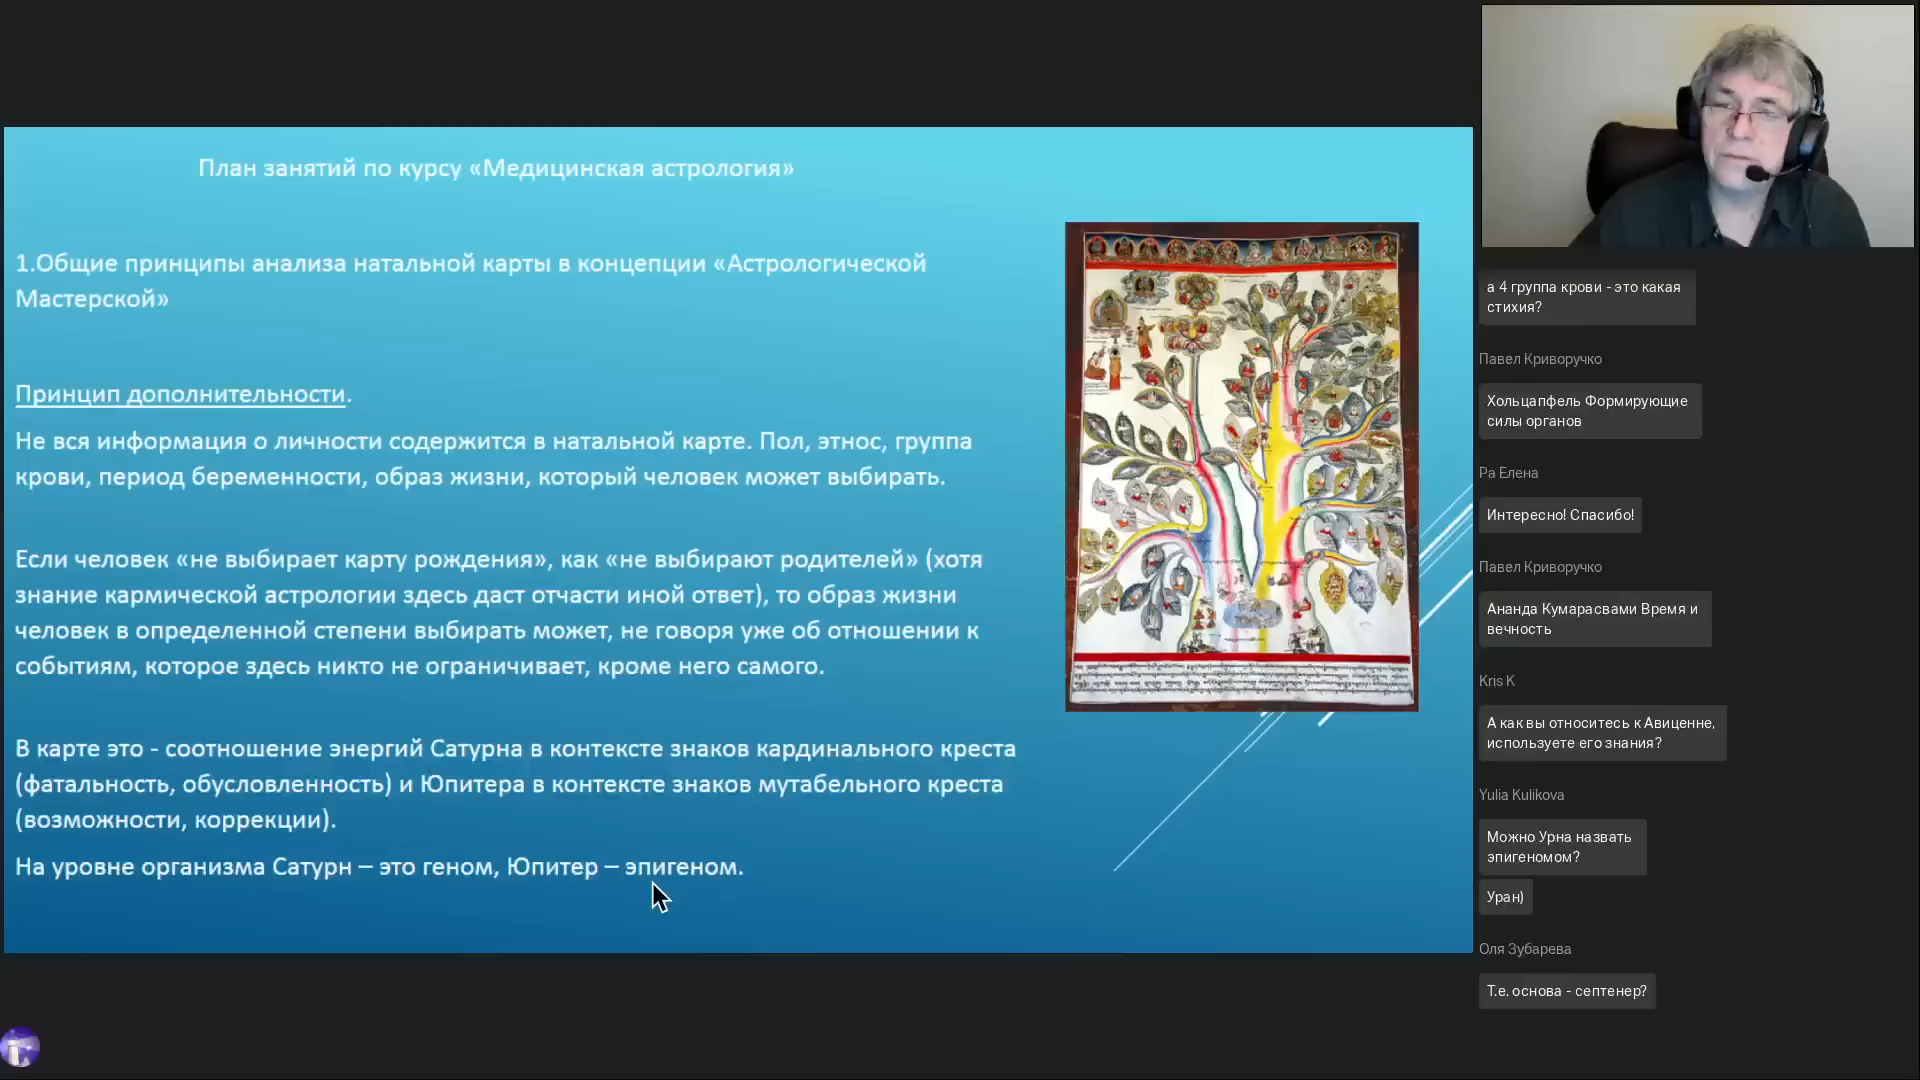 План занятий по курсу «Медицинская астрология»
1.Общие принципы анализа натальной карты в концепции «Астрологической
Мастерской»
Принцип дополнительности.
Не вся информация о личности содержится в натальной карте. Пол, этнос, группа
крови, период беременности, образ жизни, который человек может выбирать.
Если человек «не выбирает карту рождения», как «не выбирают родителей» (хотя
знание кармической астрологии здесь даст отчасти иной ответ), то образ жизни
человек в определенной степени выбирать может, не говоря уже об отношении к
событиям, которое здесь никто не ограничивает, кроме него самого.
В карте это - соотношение энергий Сатурна в контексте знаков кардинального креста
(фатальность, обусловленность) и Юпитера в контексте знаков мутабельного креста
(возможности, коррекции).
На уровне организма Сатурн – это геном, Юпитер – эпигеном.
а 4 группа крови - это какая
стихия?
Павел Криворучко
Хольцапфель Формирующие
силы органов
Ра Елена
Интересно! Спасибо!
Павел Криворучко
Ананда Кумарасвами Время и
вечность
Kris K
А как вы относитесь к Авиценне,
используете его знания?
Yulia Kulikova
Можно Урна назвать
эпигеномом?
Уран)
Оля Зубарева
Т.е. основа - септенер?